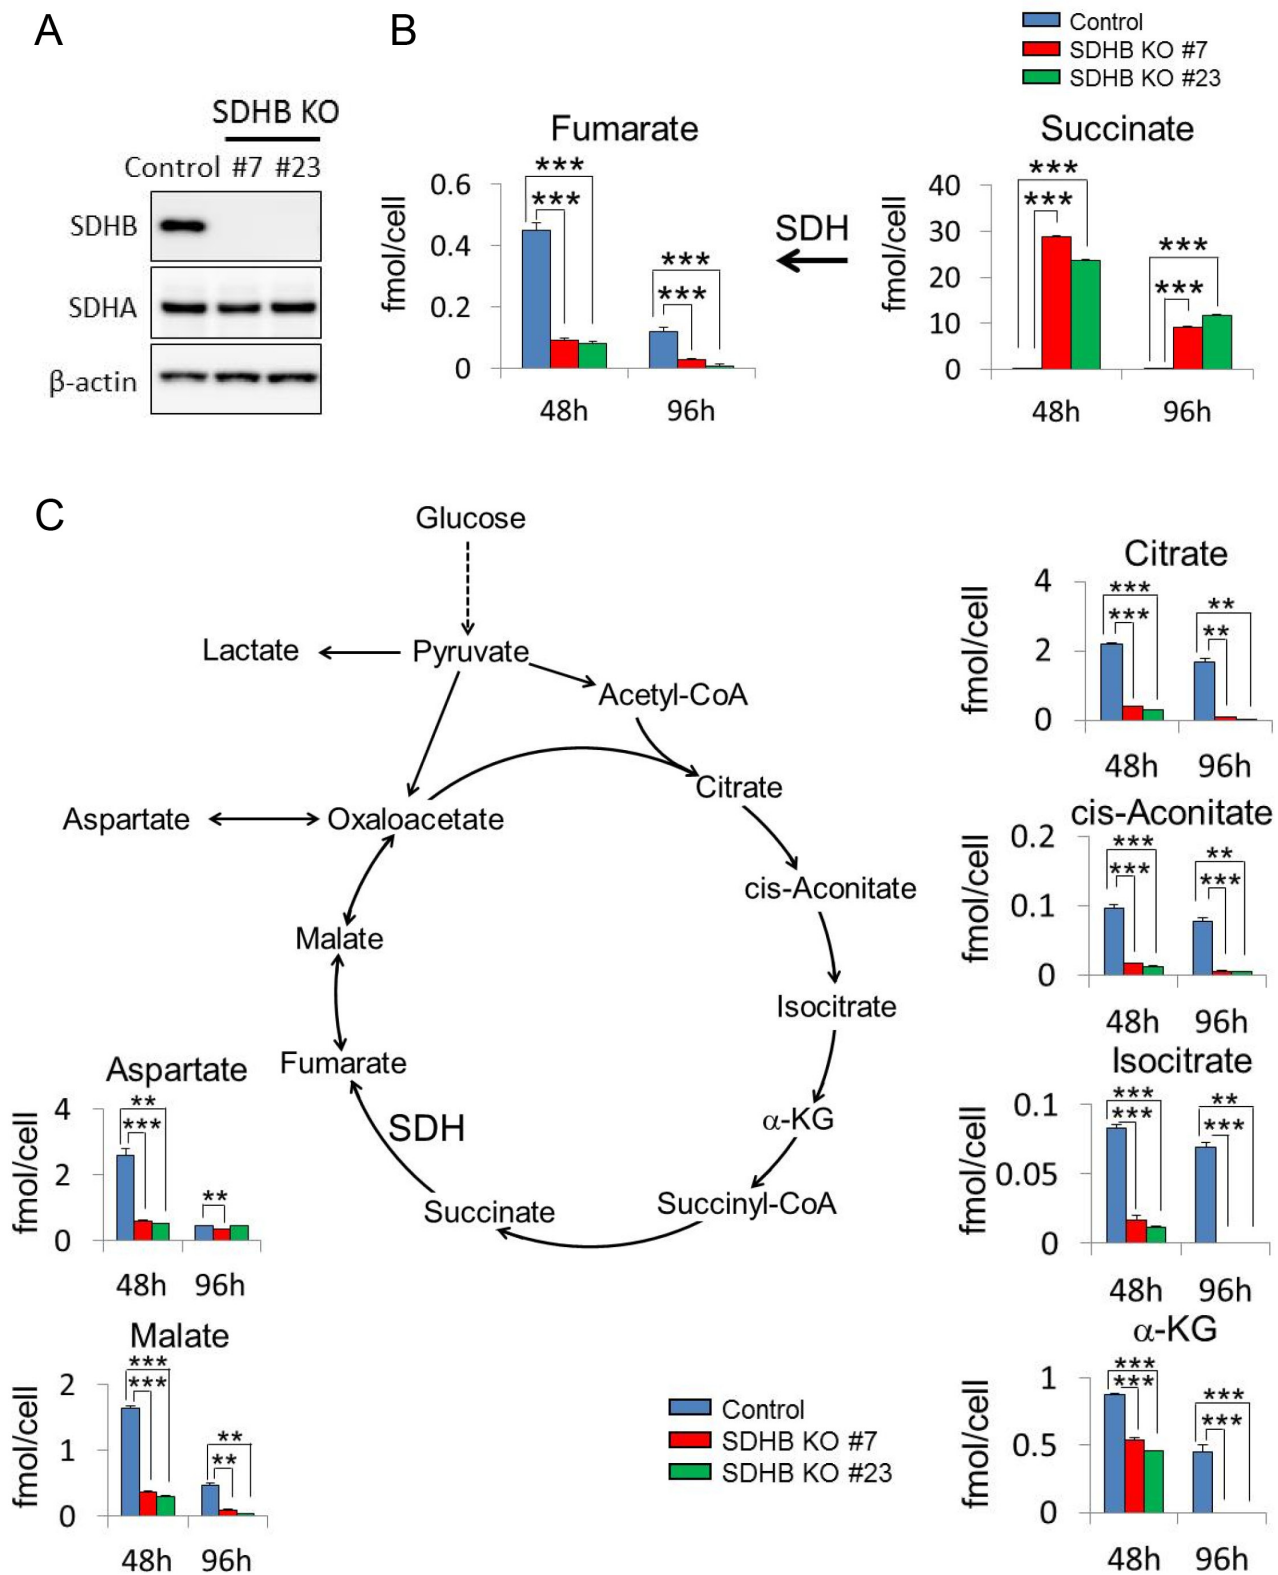 A
B
Control
SDHB KO #7
SDHB KO #23
SDHB KO
Control #7 #23
SDHB
SDHA
β-actin
Fumarate
fmol/cell
0.6
0.4
0.2
0
***
***
***
***
48h
96h
SDH
Succinate
fmol/cell
40
30
20
10
0
***
***
***
***
48h
96h
C
Glucose
Lactate
Pyruvate
Acetyl-CoA
Citrate
Aspartate
Oxaloacetate
cis-Aconitate
Malate
Isocitrate
Fumarate
α-KG
SDH
Succinate
Succinyl-CoA
Citrate
fmol/cell
4
2
0
***
***
**
**
48h
96h
cis-Aconitate
fmol/cell
0.2
0.1
0
***
***
**
***
48h
96h
Isocitrate
fmol/cell
0.1
0.05
0
***
***
**
***
48h
96h
α-KG
fmol/cell
1
0.5
0
***
***
***
***
48h
96h
Aspartate
fmol/cell
4
2
0
**
***
**
48h
96h
Malate
fmol/cell
2
1
0
***
***
**
**
48h
96h
Control
SDHB KO #7
SDHB KO #23